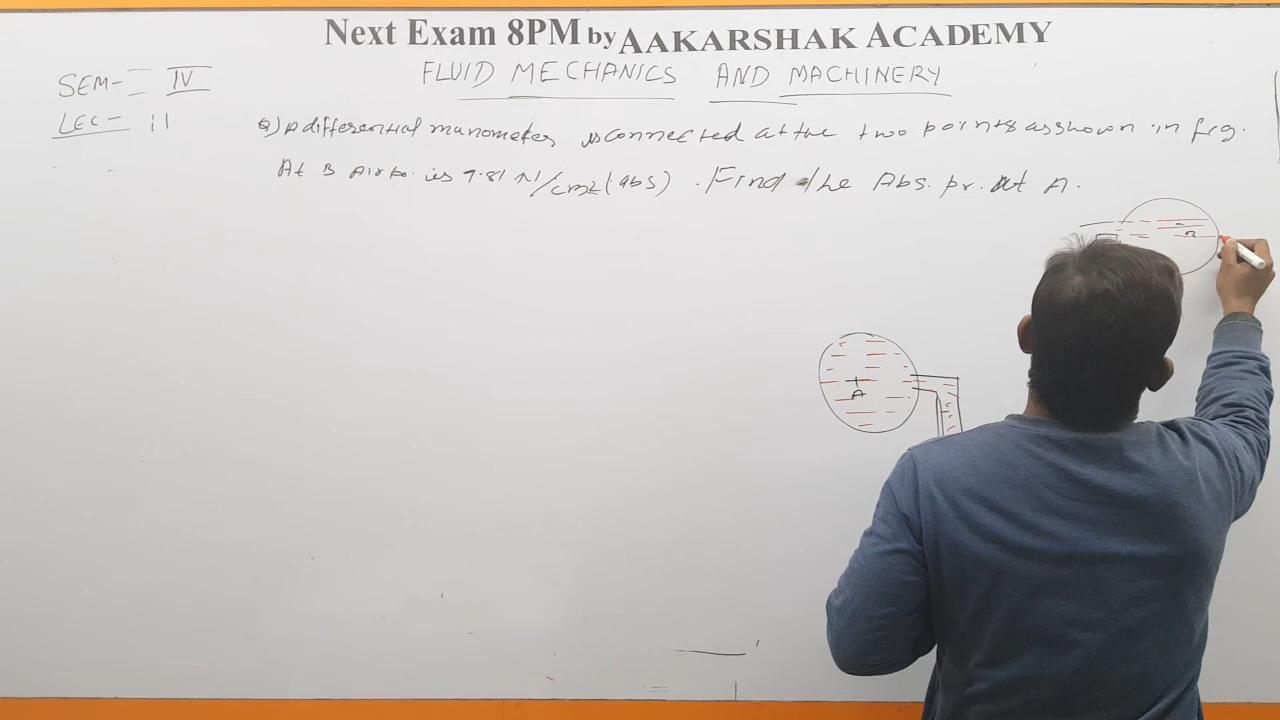 Next Exam 8PM by AAKARSHAK ACADEMY
FLUID MECHANICS AND MACHINERY
SEM- IV
LEC- 11
Q) A differential manometer is connected at the two points as shown in fig.
At B Air pr. is 9.81 N/cm2 (abs). Find the Abs. pr. at A.
A